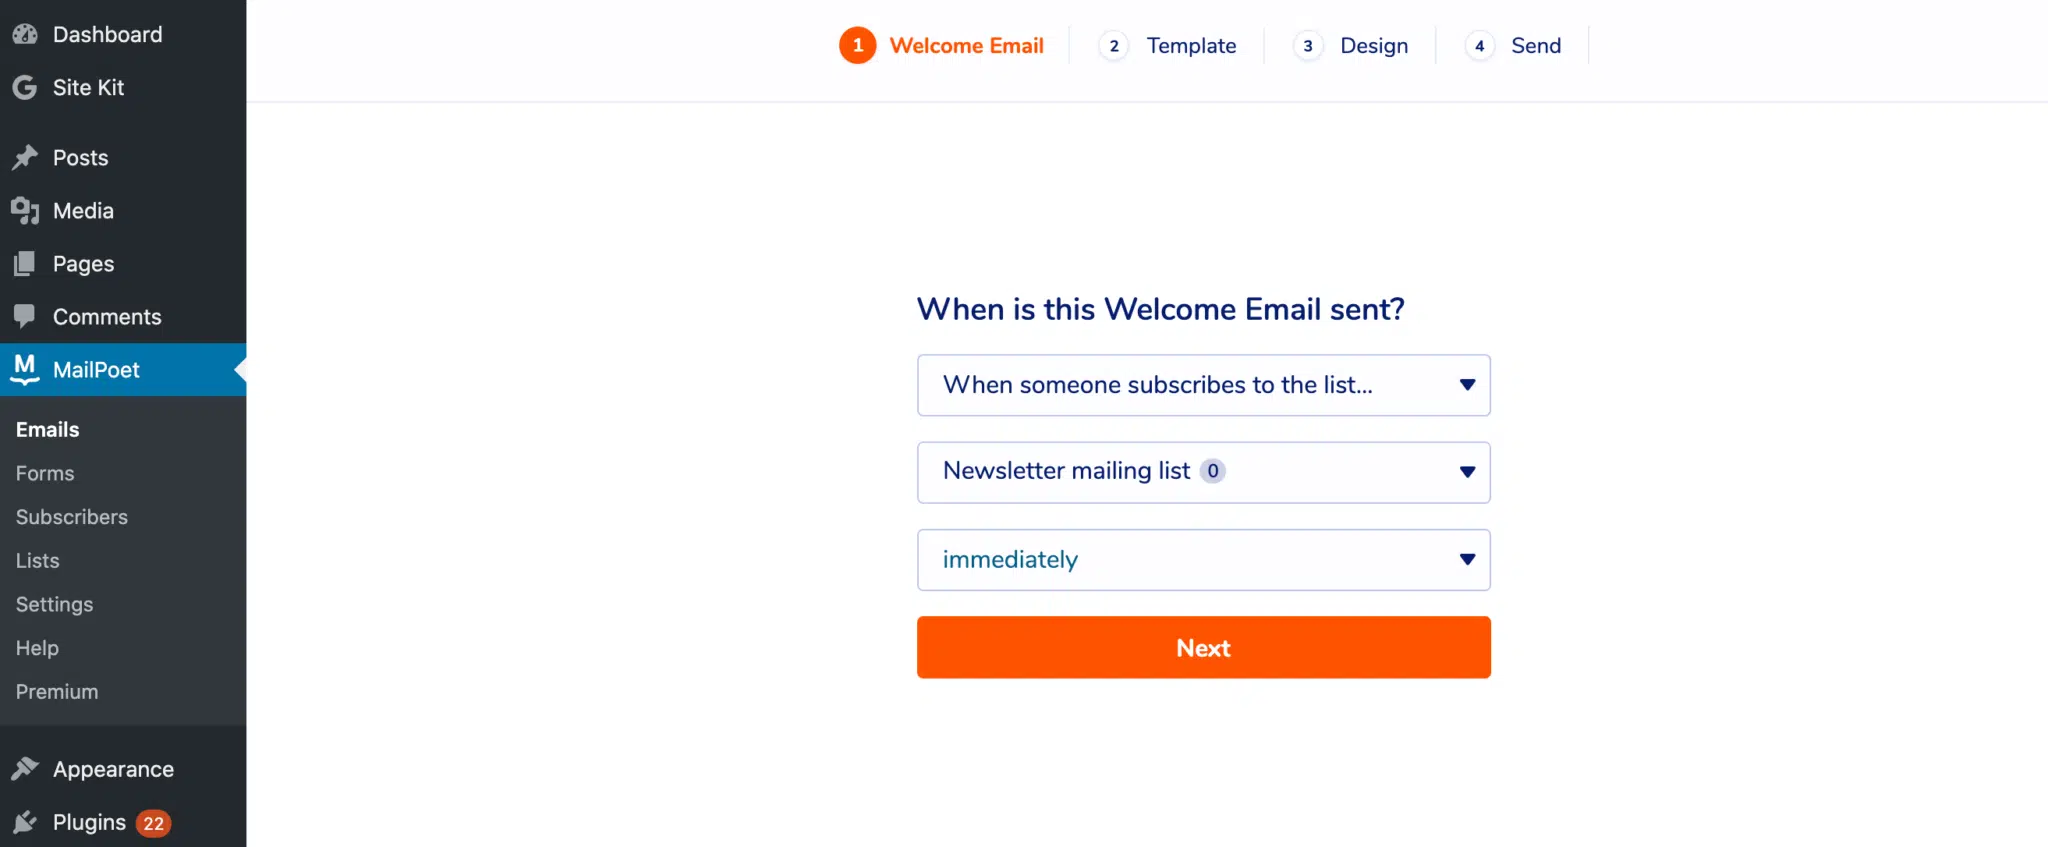 Dashboard
Site Kit
Posts
Media
Pages
Comments
M MailPoet
Emails
Forms
Subscribers
Lists
Settings
Help
Premium
Appearance
Plugins 22
1 Welcome Email 2 Template 3 Design 4 Send
When is this Welcome Email sent?
When someone subscribes to the list...
Newsletter mailing list 0
immediately
Next